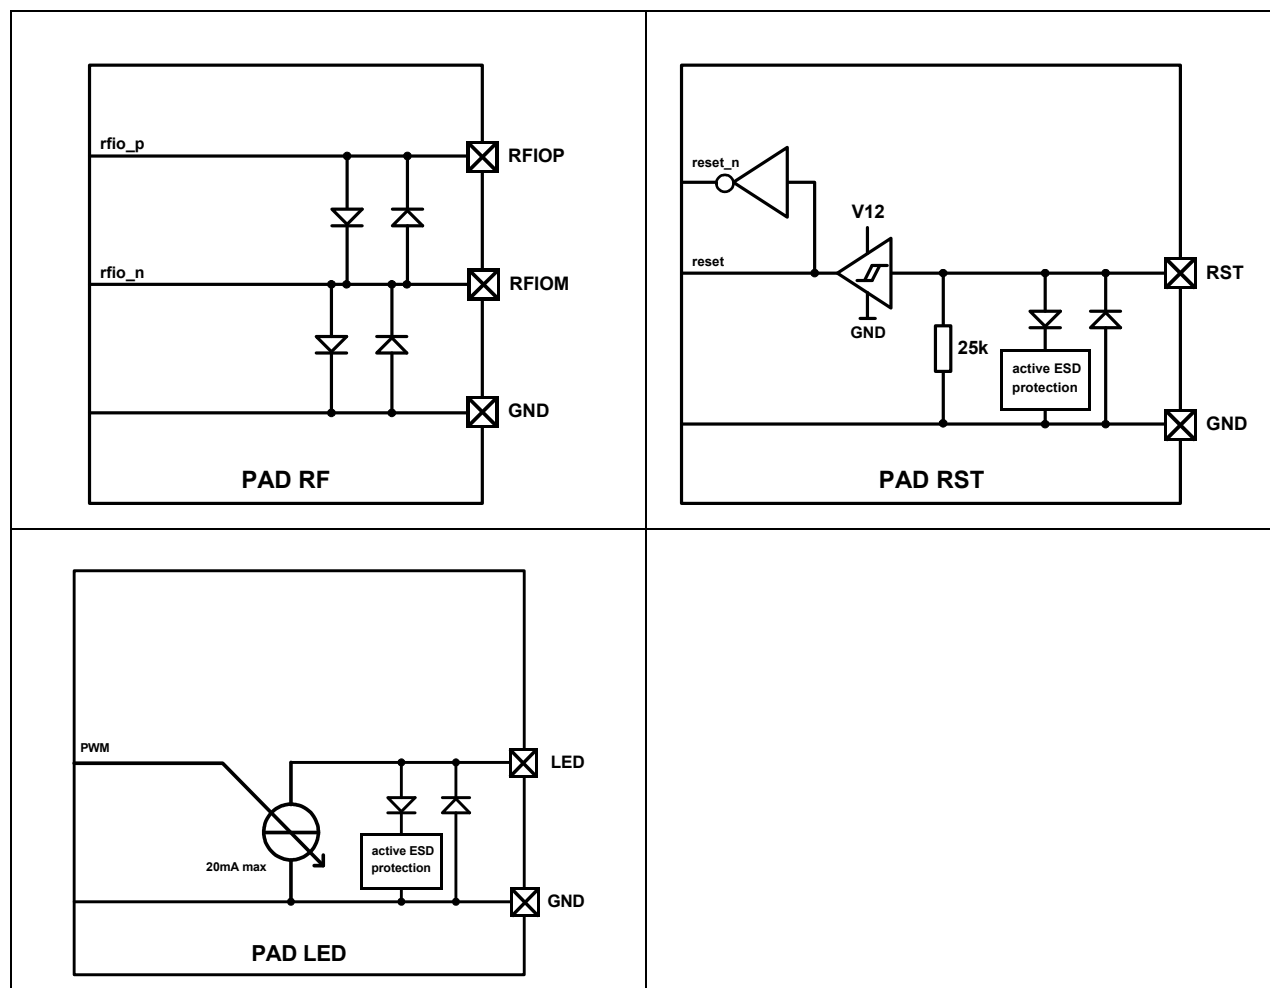 rfio_p
RFIOP
rfio_n
RFIOM
GND
PAD RF
reset_n
V12
reset
RST
GND
25k
active ESD
protection
GND
PAD RST
PWM
LED
20mA max
active ESD
protection
GND
PAD LED